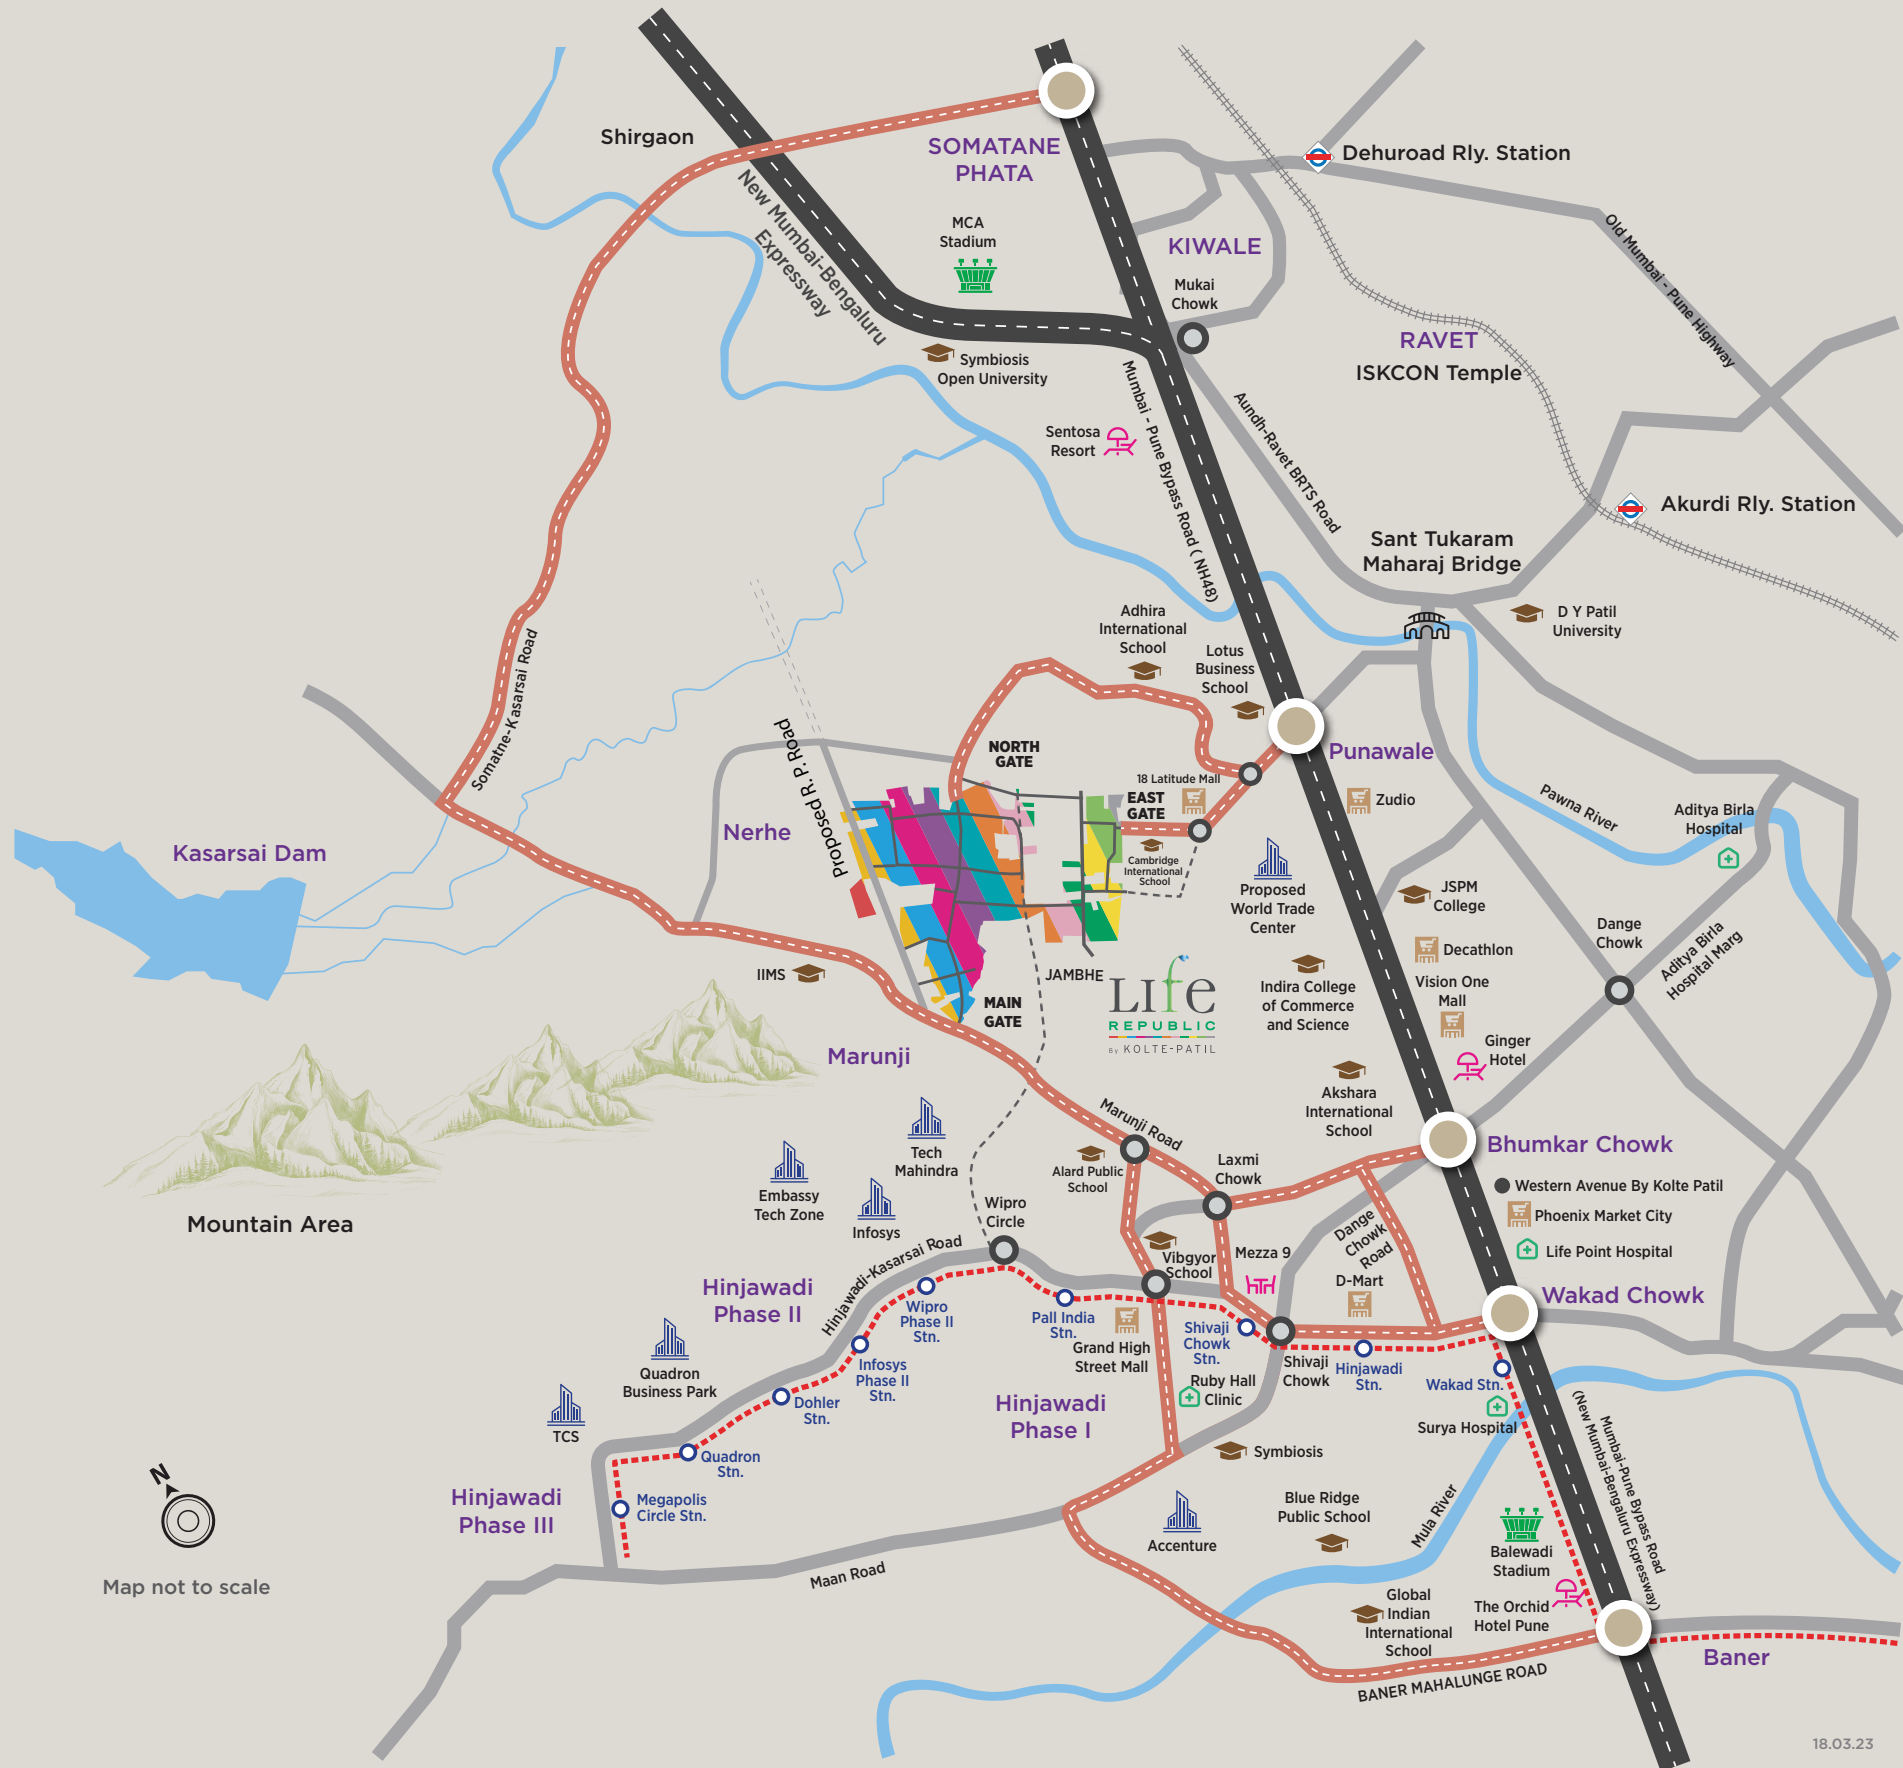 Shirgaon
SOMATANE
PHATA
Dehuroad Rly. Station
New Mumbai-Bengaluru
Expressway
MCA
Stadium
KIWALE
Mukai
Chowk
Old Mumbai - Pune Highway
RAVET
ISKCON Temple
Symbiosis
Open University
Mumbai - Pune Bypass Road ( NH48)
Aundh-Ravet BRTS Road
Sentosa
Resort
Akurdi Rly. Station
Sant Tukaram
Maharaj Bridge
D Y Patil
University
Adhira
International
School
Lotus
Business
School
Somatne-Kasarsai Road
Proposed R. P. Road
NORTH
GATE
Punawale
18 Latitude Mall
EAST
GATE
Zudio
Pawna River
Aditya Birla
Hospital
Nerhe
Kasarsai Dam
Cambridge
International
School
Proposed
World Trade
Center
JSPM
College
Dange
Chowk
Aditya Birla
Hospital Marg
Decathlon
IIMS
JAMBHE
Indira College
of Commerce
and Science
Vision One
Mall
LIfe
REPUBLIC
By KOLTE-PATIL
MAIN
GATE
Ginger
Hotel
Marunji
Akshara
International
School
Marunji Road
Tech
Mahindra
Alard Public
School
Laxmi
Chowk
Bhumkar Chowk
Embassy
Tech Zone
Infosys
Wipro
Circle
Western Avenue By Kolte Patil
Phoenix Market City
Life Point Hospital
Mountain Area
Hinjawadi-Kasarsai Road
Vibgyor
School
Mezza 9
Dange
Chowk
Road
D-Mart
Hinjawadi
Phase II
Wipro
Phase II
Stn.
Pall India
Stn.
Grand High
Street Mall
Shivaji
Chowk
Stn.
Wakad Chowk
Quadron
Business Park
Infosys
Phase II
Stn.
Ruby Hall
Clinic
Shivaji
Chowk
Hinjawadi
Stn.
Wakad Stn.
Surya Hospital
TCS
Dohler
Stn.
Hinjawadi
Phase I
Quadron
Stn.
Symbiosis
Mumbai-Pune Bypass Road
(New Mumbai-Bengaluru Expressway)
N
Hinjawadi
Phase III
Megapolis
Circle Stn.
Blue Ridge
Public School
Mula River
Accenture
Balewadi
Stadium
Map not to scale
Maan Road
Global
Indian
International
School
The Orchid
Hotel Pune
Baner
BANER MAHALUNGE ROAD
18.03.23